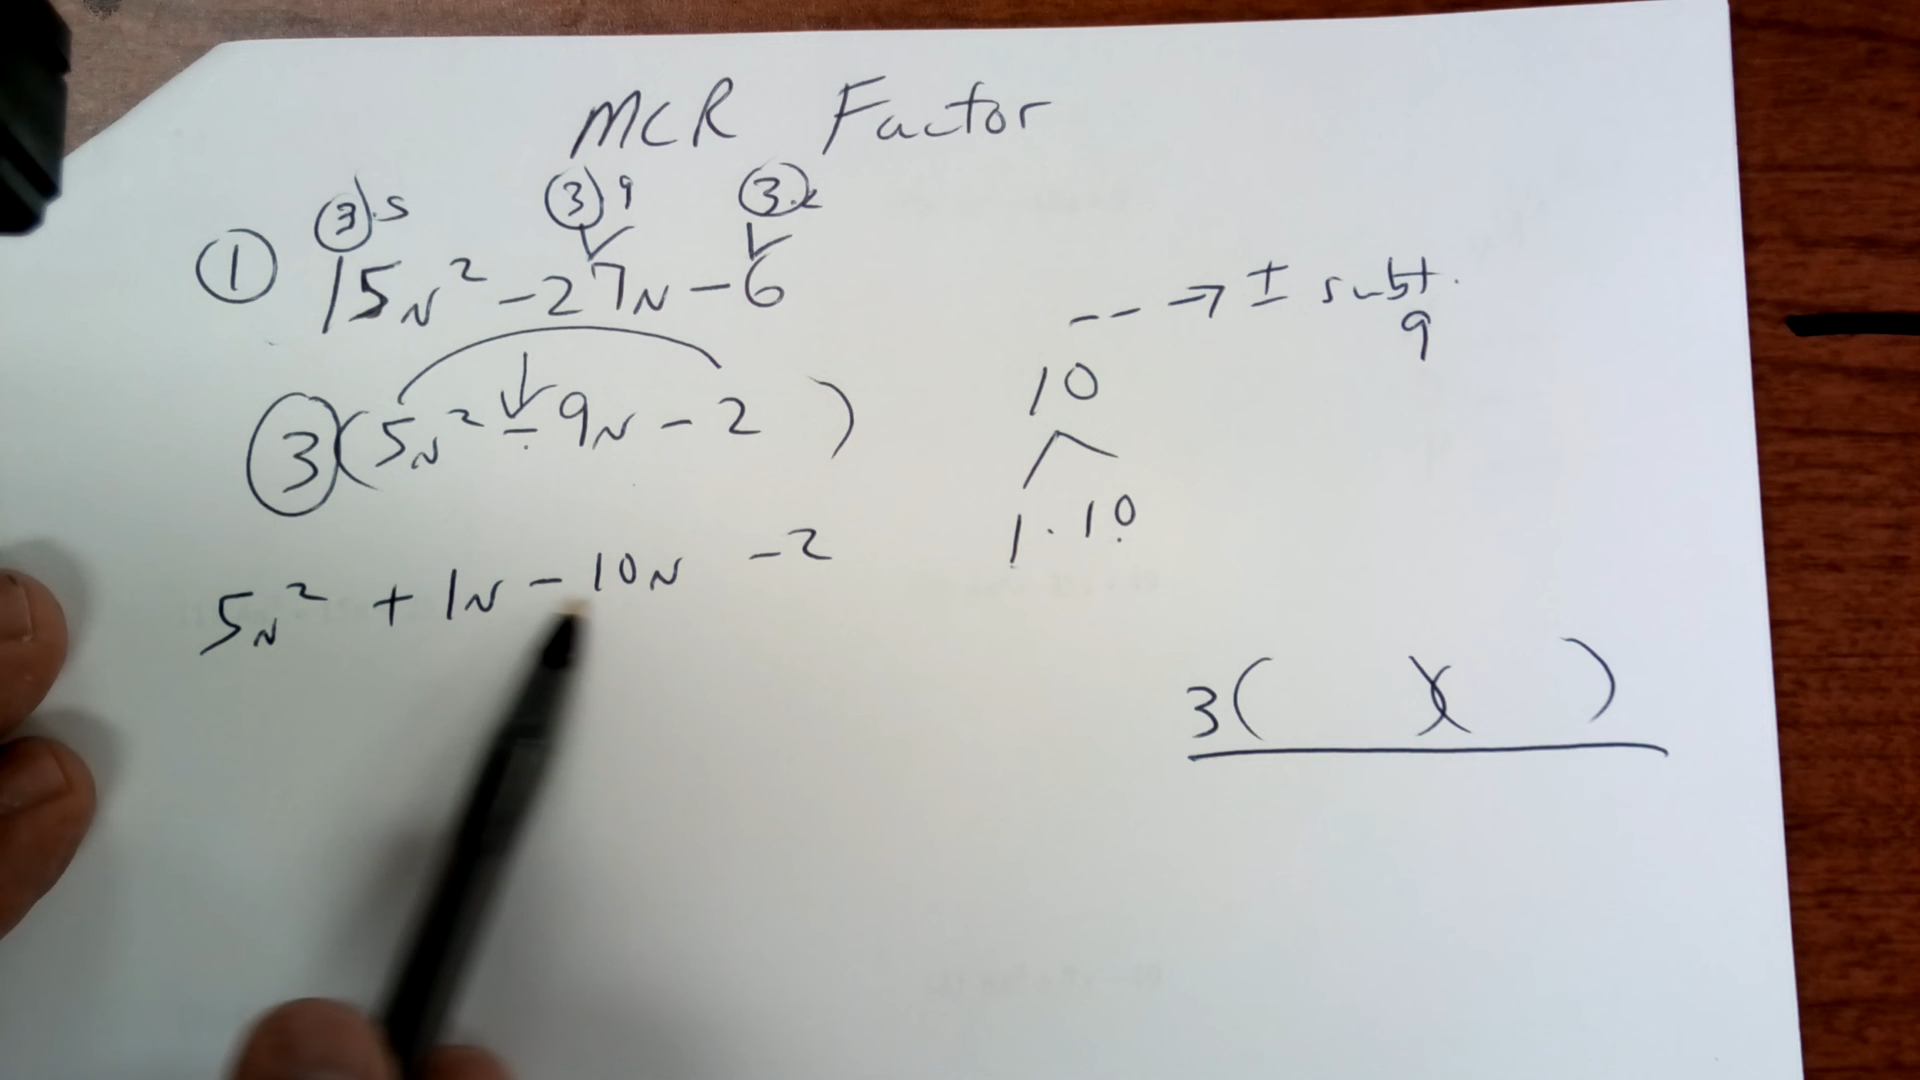 MCR Factor
3.5 3 9 3.2
① 15N² - 27N - 6
-- → ± subt.
9
3(5N² - 9N - 2)
10
1 . 10
5N² + 1N - 10N - 2
3( )( )